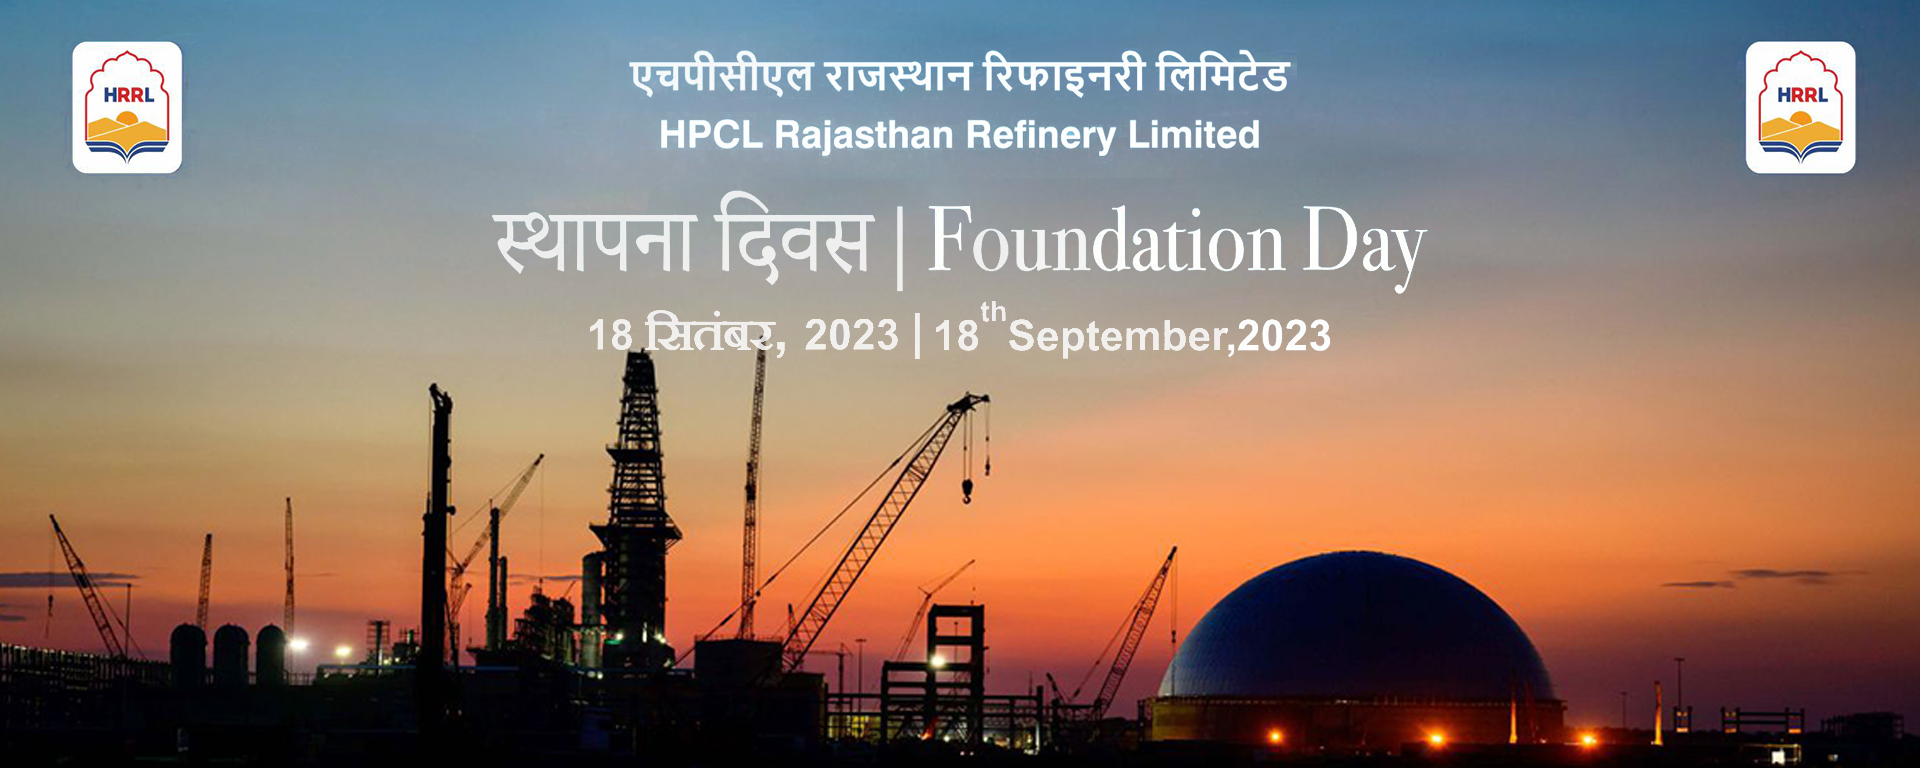 HRRL
HRRL
एचपीसीएल राजस्थान रिफाइनरी लिमिटेड
HPCL Rajasthan Refinery Limited
स्थापना दिवस | Foundation Day
18 सितंबर, 2023 | 18th September,2023